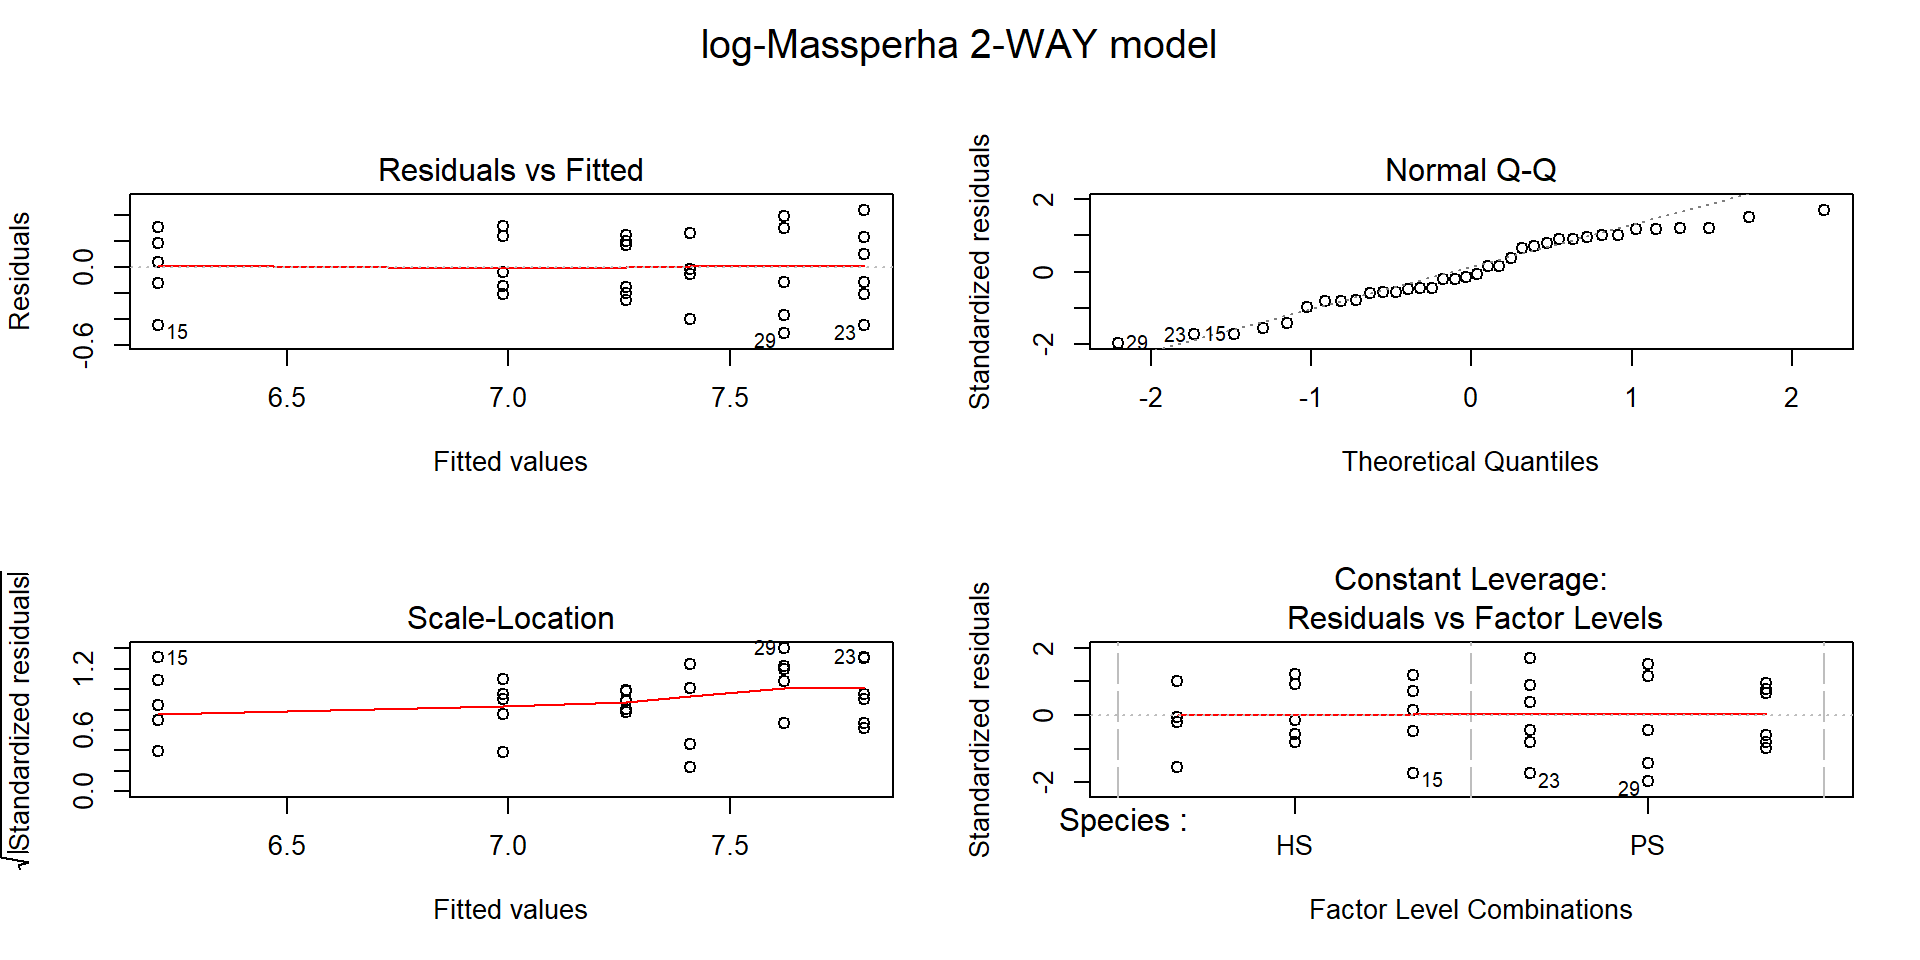 log-Massperha 2-WAY model
Residuals vs Fitted
Residuals
0.0
-0.6
15
29
23
6.5 7.0 7.5
Fitted values
Normal Q-Q
Standardized residuals
2
0
-2
29 23 15
-2 -1 0 1 2
Theoretical Quantiles
Scale-Location
√|Standardized residuals|
1.2
0.6
0.0
15
29
23
6.5 7.0 7.5
Fitted values
Constant Leverage:
Residuals vs Factor Levels
Standardized residuals
2
0
-2
15
23
29
Species :
HS PS
Factor Level Combinations